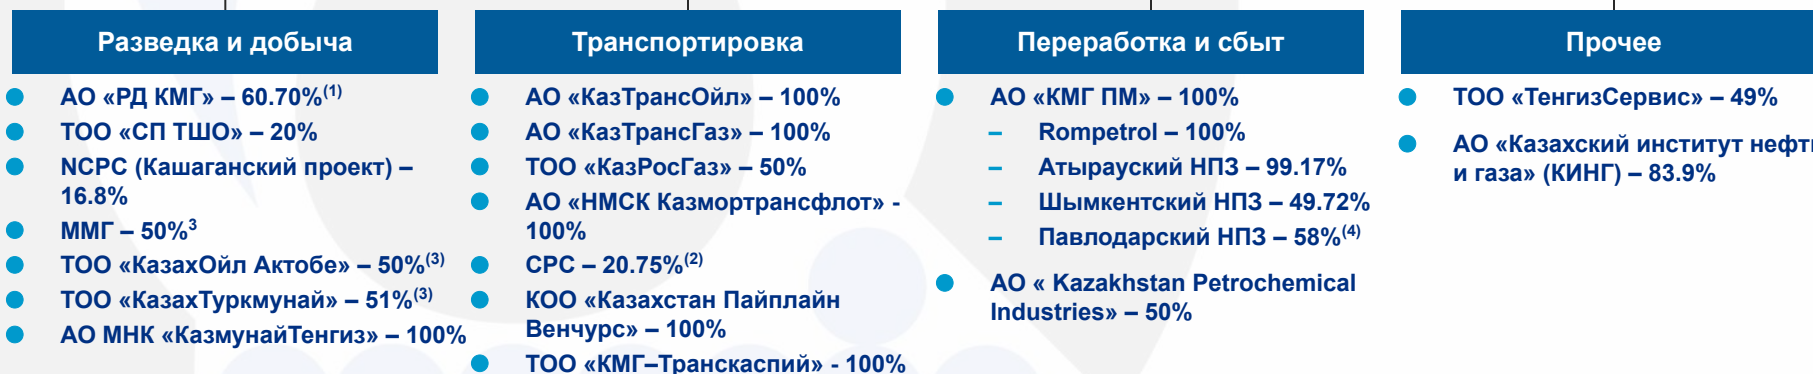 Разведка и добыча
АО «РД КМГ» – 60.70%(1)
ТОО «СП ТШО» – 20%
NCPC (Кашаганский проект) –
16.8%
ММГ – 50%3
ТОО «КазахОйл Актобе» – 50%(3)
ТОО «КазахТуркмунай» – 51%(3)
АО МНК «КазмунайТенгиз» – 100%
Транспортировка
АО «КазТрансОйл» – 100%
АО «КазТрансГаз» – 100%
ТОО «КазРосГаз» – 50%
АО «НМСК Казмортрансфлот» -
100%
CPC – 20.75%(2)
КОО «Казахстан Пайплайн
Венчурс» – 100%
ТОО «КМГ–Транскаспий» - 100%
Переработка и сбыт
АО «КМГ ПМ» – 100%
– Rompetrol – 100%
– Атырауский НПЗ – 99.17%
– Шымкентский НПЗ – 49.72%
– Павлодарский НПЗ – 58%(4)
АО « Kazakhstan Petrochemical
Industries» – 50%
Прочее
ТОО «ТенгизСервис» – 49%
АО «Казахский институт нефти
и газа» (КИНГ) – 83.9%